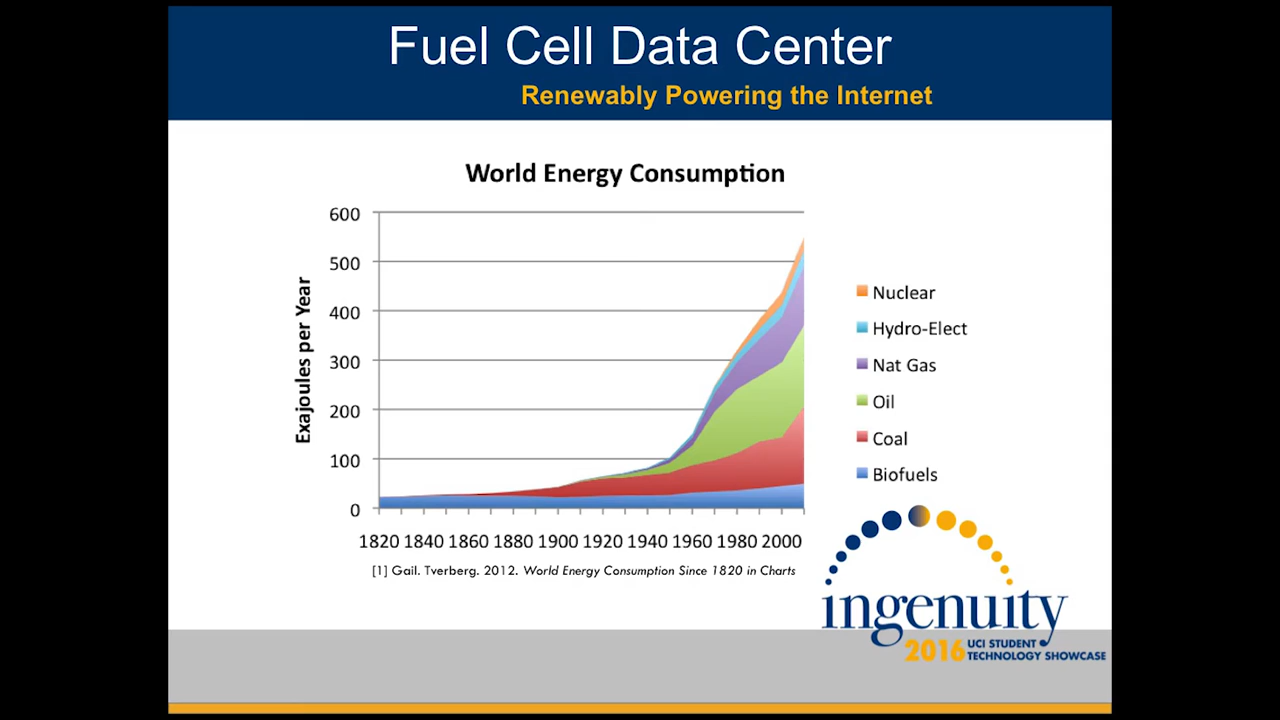 Fuel Cell Data Center
Renewably Powering the Internet
World Energy Consumption
600
500
400
300
200
100
0
Exajoules per Year
1820 1840 1860 1880 1900 1920 1940 1960 1980 2000
Nuclear
Hydro-Elect
Nat Gas
Oil
Coal
Biofuels
[1] Gail. Tverberg. 2012. World Energy Consumption Since 1820 in Charts
ingenuity
2016 UCI STUDENT
TECHNOLOGY SHOWCASE